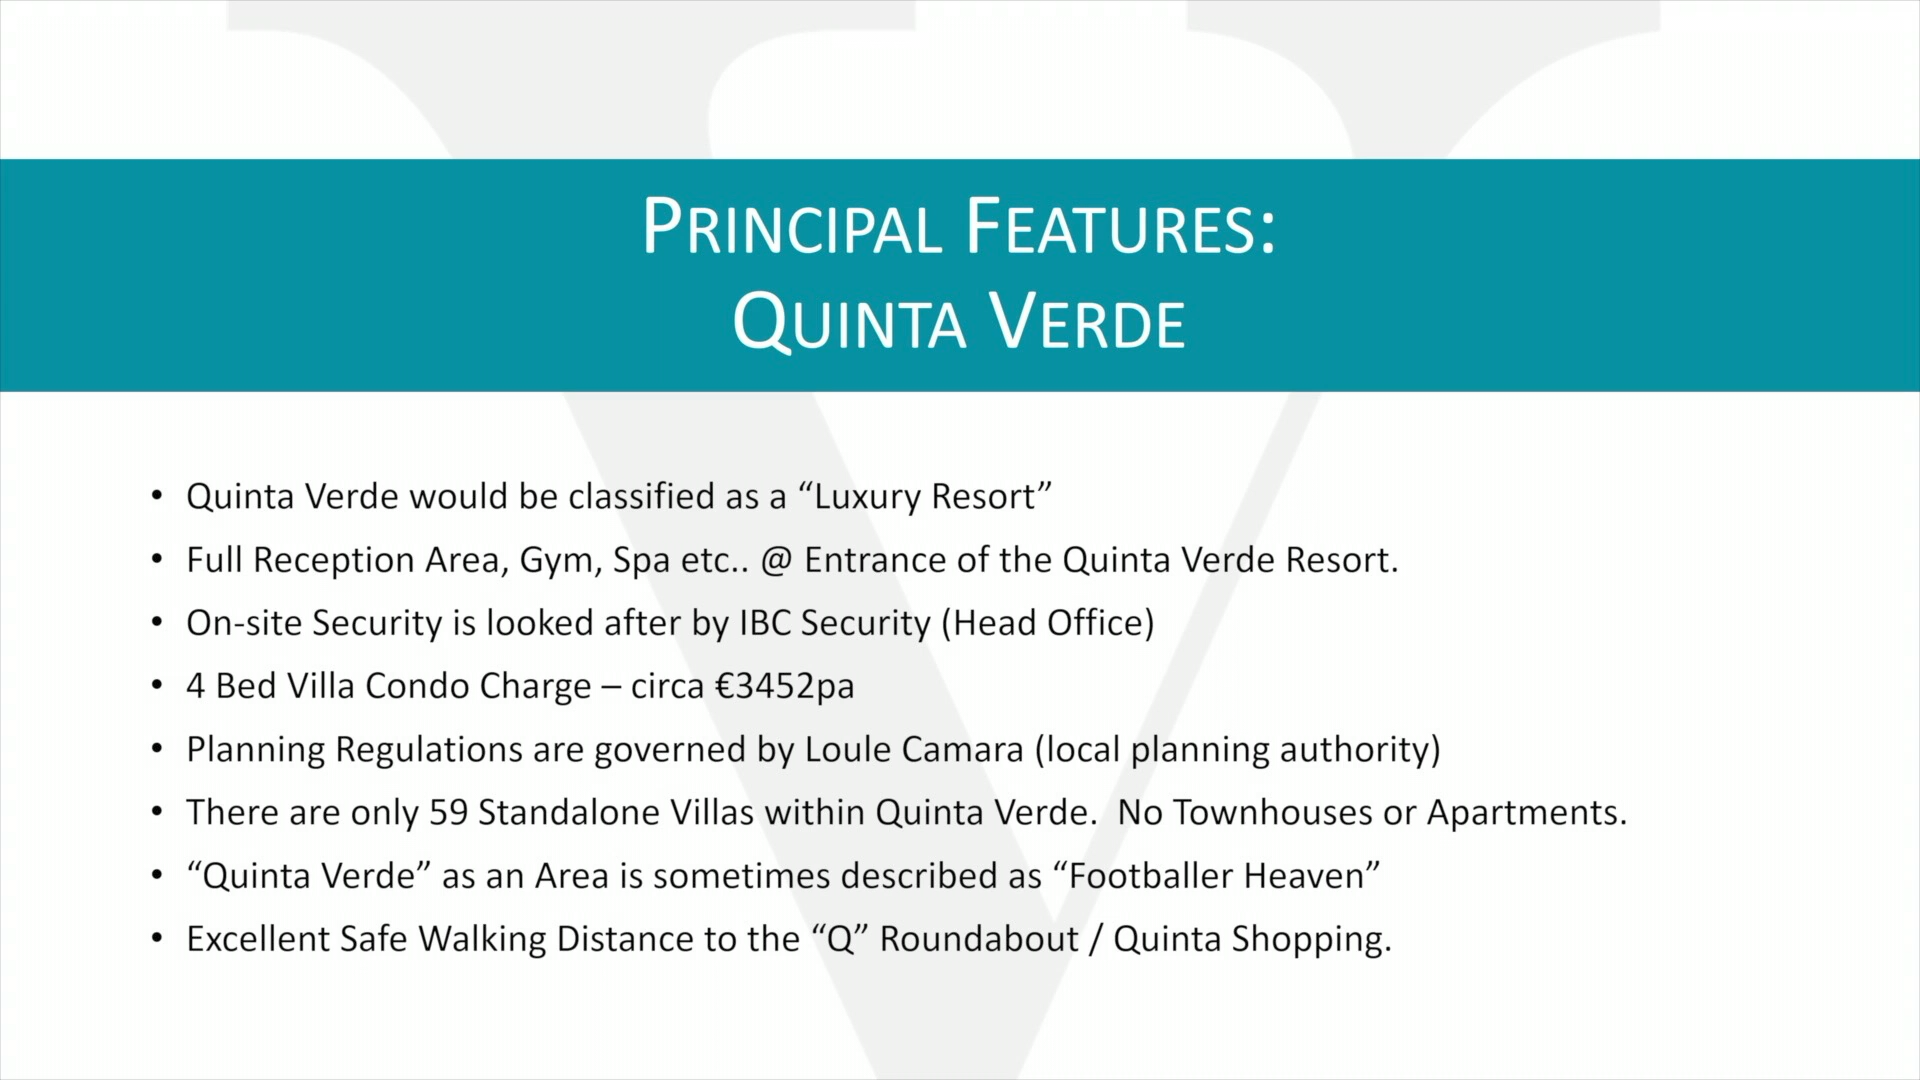 PRINCIPAL FEATURES:
QUINTA VERDE
• Quinta Verde would be classified as a “Luxury Resort”
• Full Reception Area, Gym, Spa etc.. @ Entrance of the Quinta Verde Resort.
• On-site Security is looked after by IBC Security (Head Office)
• 4 Bed Villa Condo Charge – circa €3452pa
• Planning Regulations are governed by Loule Camara (local planning authority)
• There are only 59 Standalone Villas within Quinta Verde.  No Townhouses or Apartments.
• “Quinta Verde” as an Area is sometimes described as “Footballer Heaven”
• Excellent Safe Walking Distance to the “Q” Roundabout / Quinta Shopping.